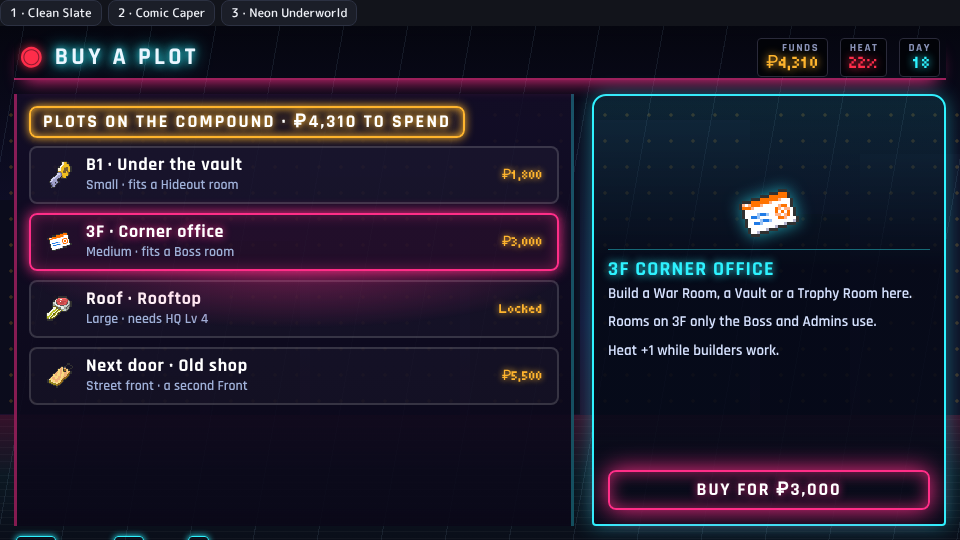 1 · Clean Slate
2 · Comic Caper
3 · Neon Underworld
BUY A PLOT
FUNDS
₽4,310
HEAT
22%
DAY
18
PLOTS ON THE COMPOUND · ₽4,310 TO SPEND
B1 · Under the vault
Small · fits a Hideout room
₽1,800
3F · Corner office
Medium · fits a Boss room
₽3,000
Roof · Rooftop
Large · needs HQ Lv 4
Locked
Next door · Old shop
Street front · a second Front
₽5,500
3F CORNER OFFICE
Build a War Room, a Vault or a Trophy Room here.
Rooms on 3F only the Boss and Admins use.
Heat +1 while builders work.
BUY FOR ₽3,000